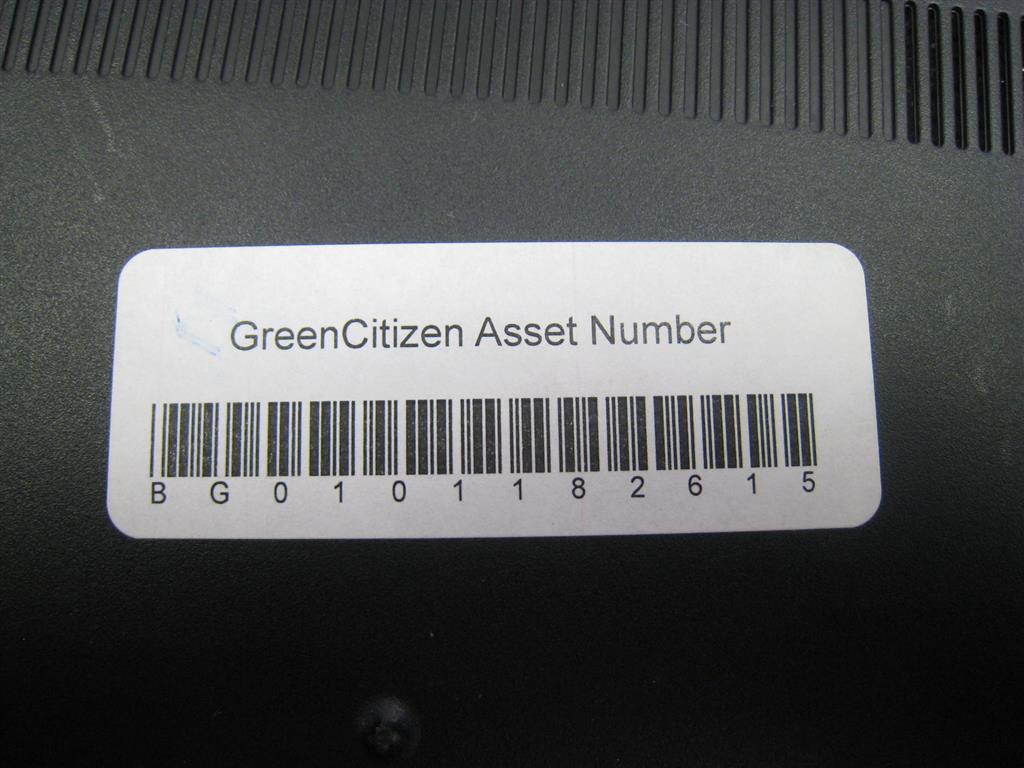 GreenCitizen Asset Number
B G 0 1 0 1 1 8 2 6 1 5